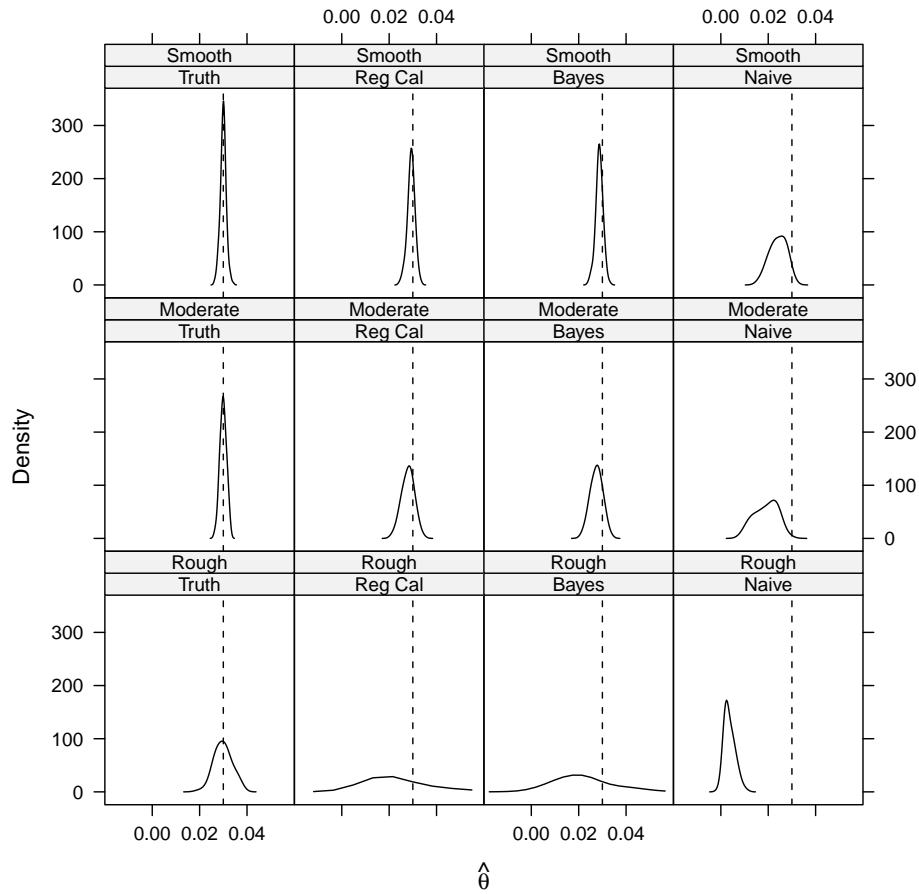 0.00 0.02 0.04 0.00 0.02 0.04
Smooth Smooth Smooth Smooth
Truth Reg Cal Bayes Naive
300
200
100
0
Moderate Moderate Moderate Moderate
Truth Reg Cal Bayes Naive
300
200
100
0
Density
Rough Rough Rough Rough
Truth Reg Cal Bayes Naive
300
200
100
0
0.00 0.02 0.04 0.00 0.02 0.04
θ̂